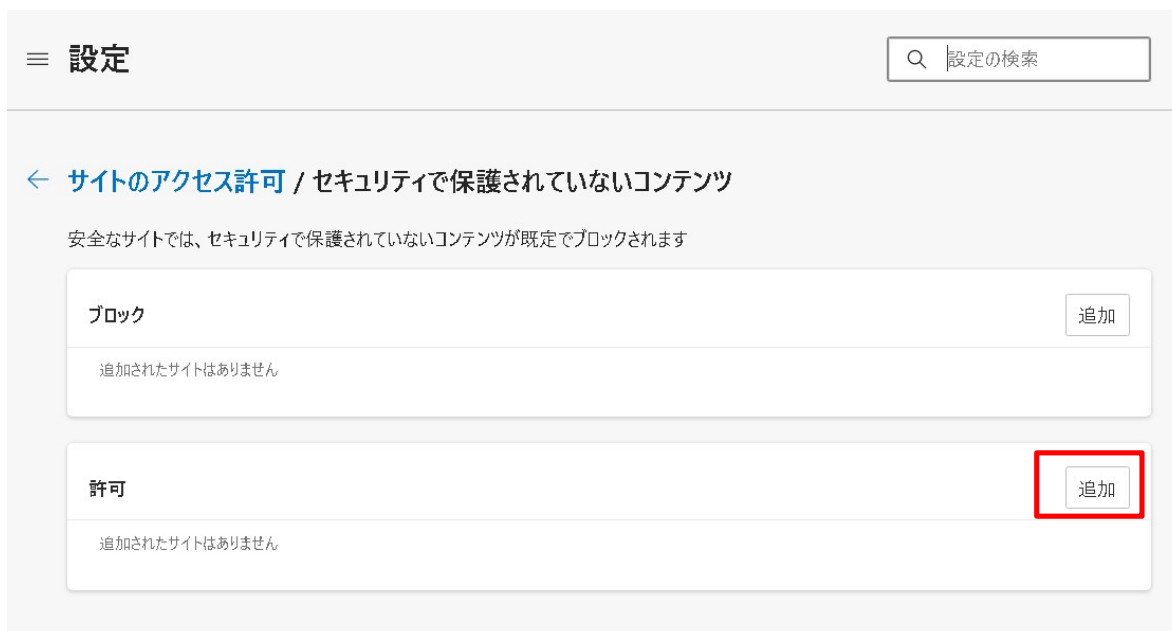 設定
設定の検索
サイトのアクセス許可 / セキュリティで保護されていないコンテンツ
安全なサイトでは、セキュリティで保護されていないコンテンツが既定でブロックされます
ブロック
追加
追加されたサイトはありません
許可
追加
追加されたサイトはありません